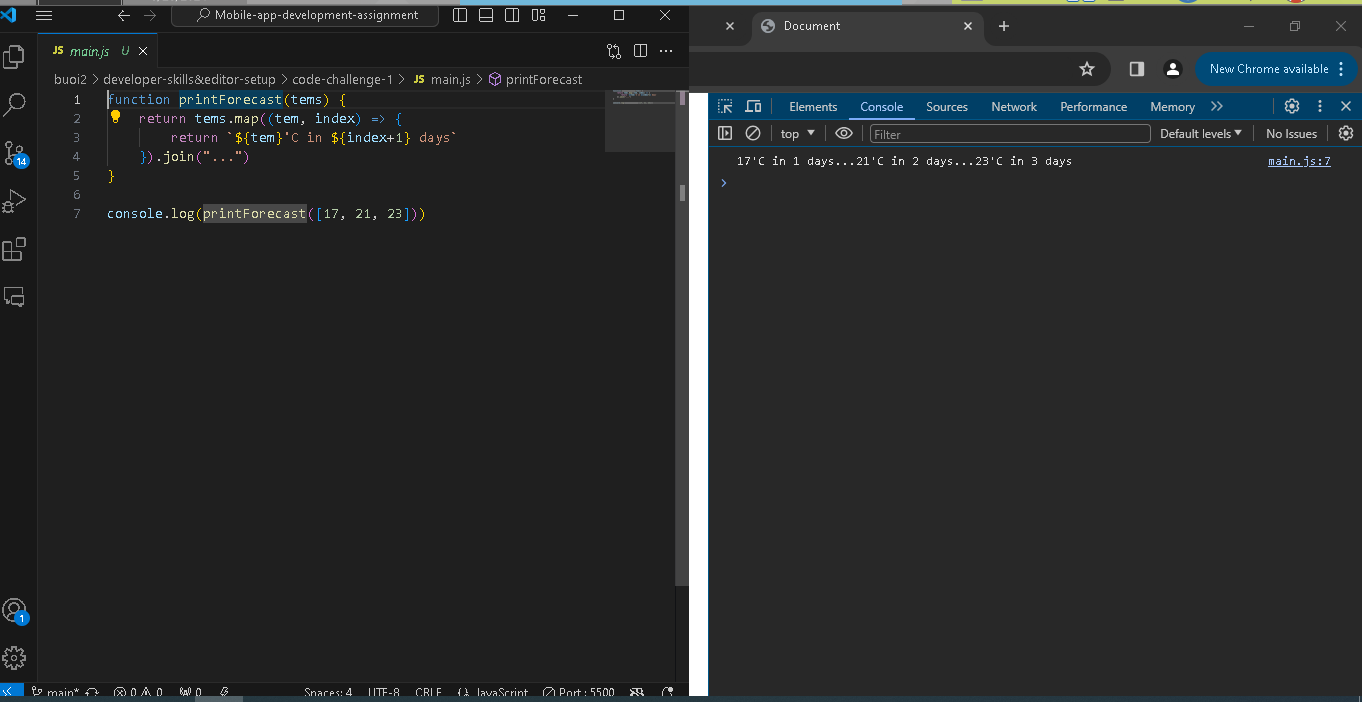 Mobile-app-development-assignment
JS main.js U
buoi2 > developer-skills&editor-setup > code-challenge-1 > JS main.js > printForecast
1 function printForecast(tems) {
2 return tems.map((tem, index) => {
3 return `${tem}'C in ${index+1} days`
4 }).join("...")
5 }
6
7 console.log(printForecast([17, 21, 23]))
14
1
main* 0 0 0 Spaces: 4 UTF-8 CRLF {} JavaScript Port : 5500
Document
New Chrome available
Elements Console Sources Network Performance Memory
top Filter Default levels No Issues
17'C in 1 days...21'C in 2 days...23'C in 3 days main.js:7